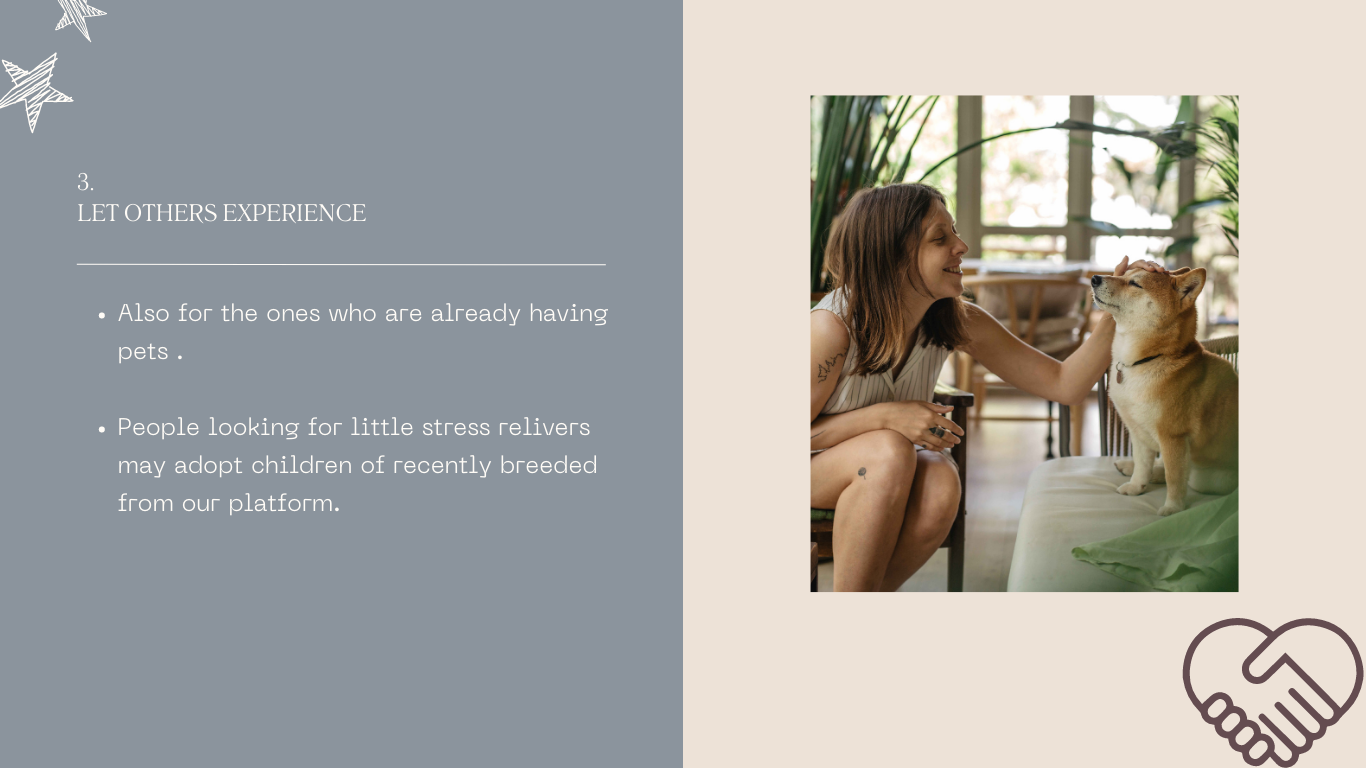 3.
LET OTHERS EXPERIENCE
• Also for the ones who are already having
pets .
• People looking for little stress relivers
may adopt children of recently breeded
from our platform.